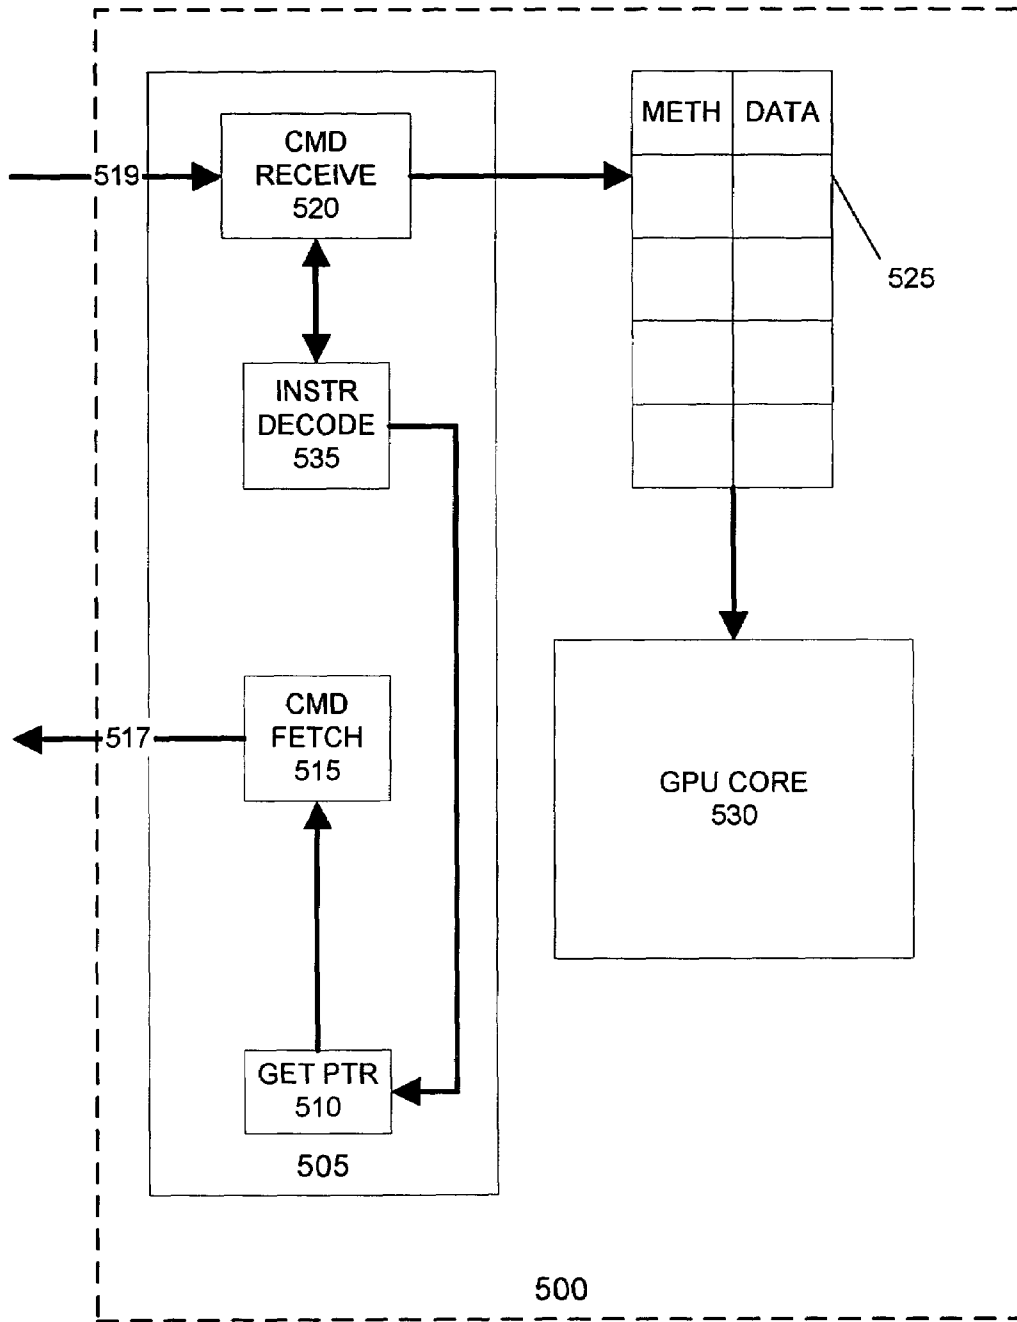 METH DATA
CMD
RECEIVE
520
519
525
INSTR
DECODE
535
CMD
FETCH
515
517
GPU CORE
530
GET PTR
510
505
500